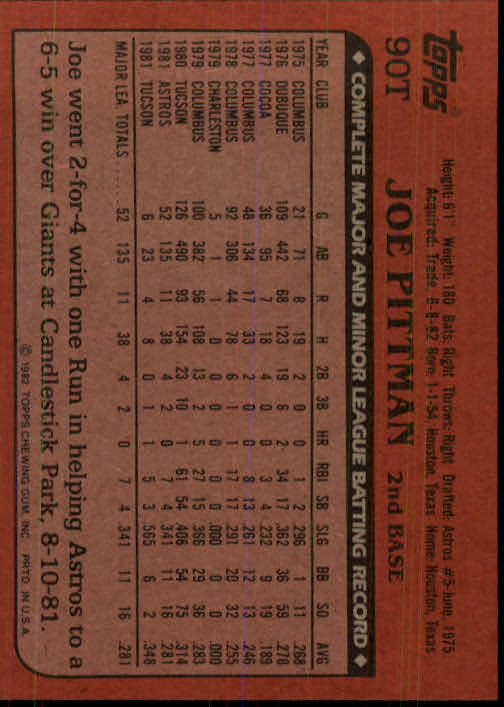 topps®
90T JOE PITTMAN 2nd BASE
Height: 6'1" Weight: 180 Bats: Right Throws: Right Drafted: Astros #5-June 1975
Acquired: Trade, 6-8-82 Born: 1-1-54, Houston, Texas Home: Houston, Texas
◆ COMPLETE MAJOR AND MINOR LEAGUE BATTING RECORD ◆
YEAR CLUB G AB R H 2B 3B HR RBI SB SLG BB SO AVG
1975 COLUMBUS 21 71 8 19 2 0 0 1 2 .296 1 11 .268
1976 DUBUQUE 109 442 68 123 19 6 2 34 17 .362 36 59 .278
1977 COCOA 36 95 7 18 4 0 0 3 4 .232 9 19 .189
1977 COLUMBUS 48 134 17 33 2 0 0 8 13 .261 12 13 .246
1978 COLUMBUS 92 306 44 78 6 1 1 17 17 .291 20 32 .255
1979 CHARLESTON 5 1 1 0 0 0 0 0 0 .000 0 0 .000
1979 COLUMBUS 100 382 56 108 13 2 5 27 15 .366 29 36 .283
1980 TUCSON 126 490 93 154 23 10 1 61 54 .408 54 75 .314
1981 ASTROS 52 135 11 38 4 2 0 7 4 .341 11 16 .281
1981 TUCSON 6 23 4 8 0 1 1 5 3 .565 6 2 .348
MAJOR LEA. TOTALS .... 52 135 11 38 4 2 0 7 4 .341 11 16 .281
Joe went 2-for-4 with one Run in helping Astros to a
6-5 win over Giants at Candlestick Park, 8-10-81.
© 1982 TOPPS CHEWING GUM, INC. PRTD. IN U.S.A.